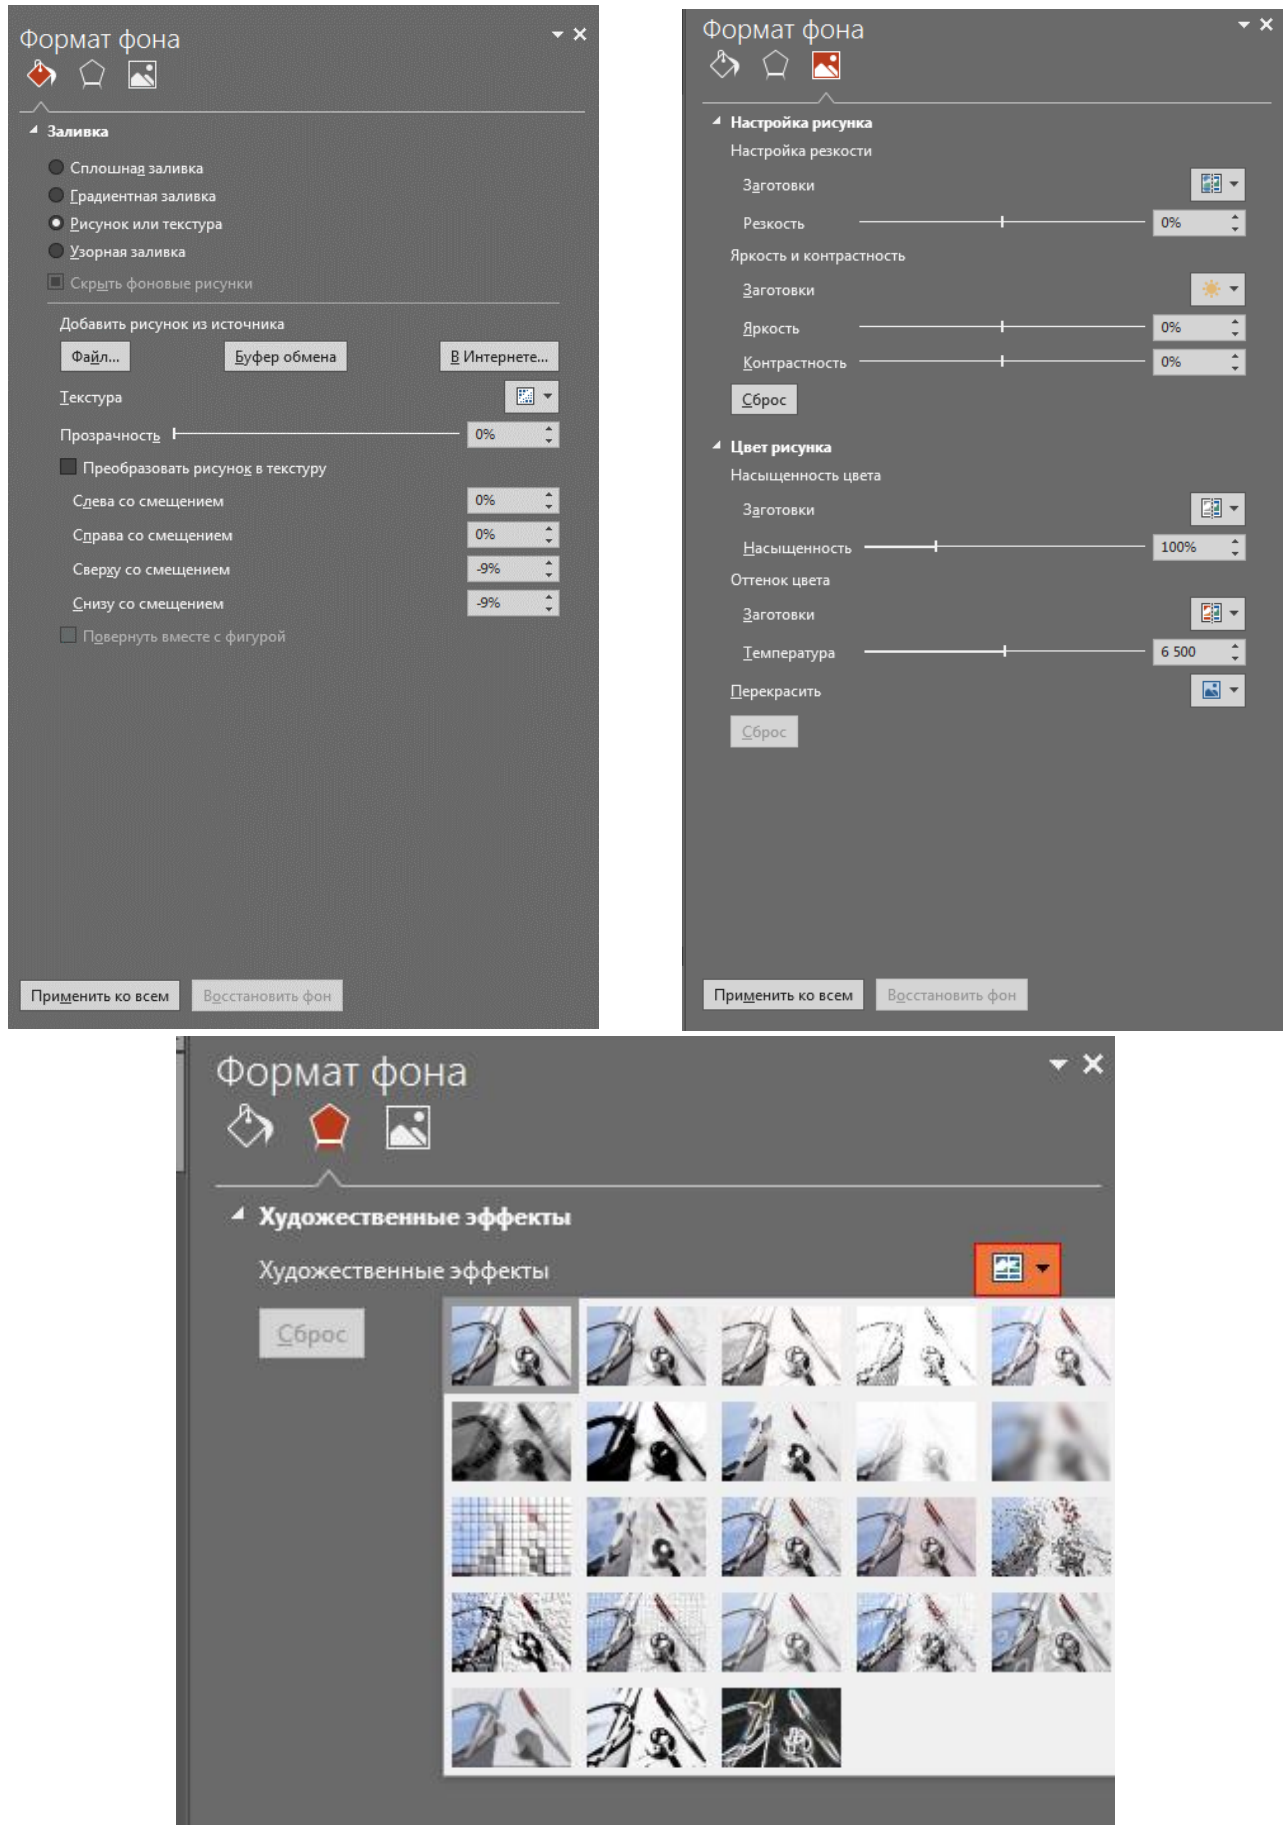 Формат фона
Заливка
Сплошная заливка
Градиентная заливка
Рисунок или текстура
Узорная заливка
Скрыть фоновые рисунки
Добавить рисунок из источника
Файл... Буфер обмена В Интернете...
Текстура
Прозрачность 0%
Преобразовать рисунок в текстуру
Слева со смещением 0%
Справа со смещением 0%
Сверху со смещением -9%
Снизу со смещением -9%
Повернуть вместе с фигурой
Применить ко всем Восстановить фон
Формат фона
Настройка рисунка
Настройка резкости
Заготовки
Резкость 0%
Яркость и контрастность
Заготовки
Яркость 0%
Контрастность 0%
Сброс
Цвет рисунка
Насыщенность цвета
Заготовки
Насыщенность 100%
Оттенок цвета
Заготовки
Температура 6 500
Перекрасить
Сброс
Применить ко всем Восстановить фон
Формат фона
Художественные эффекты
Художественные эффекты
Сброс